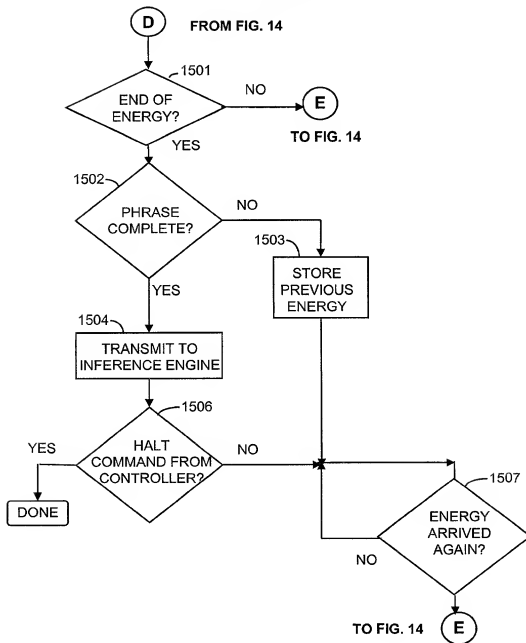 D
FROM FIG. 14
1501
END OF
ENERGY?
NO
E
TO FIG. 14
YES
1502
PHRASE
COMPLETE?
NO
1503
STORE
PREVIOUS
ENERGY
YES
1504
TRANSMIT TO
INFERENCE ENGINE
1506
YES
HALT
COMMAND FROM
CONTROLLER?
NO
DONE
1507
ENERGY
ARRIVED
AGAIN?
NO
TO FIG. 14
E